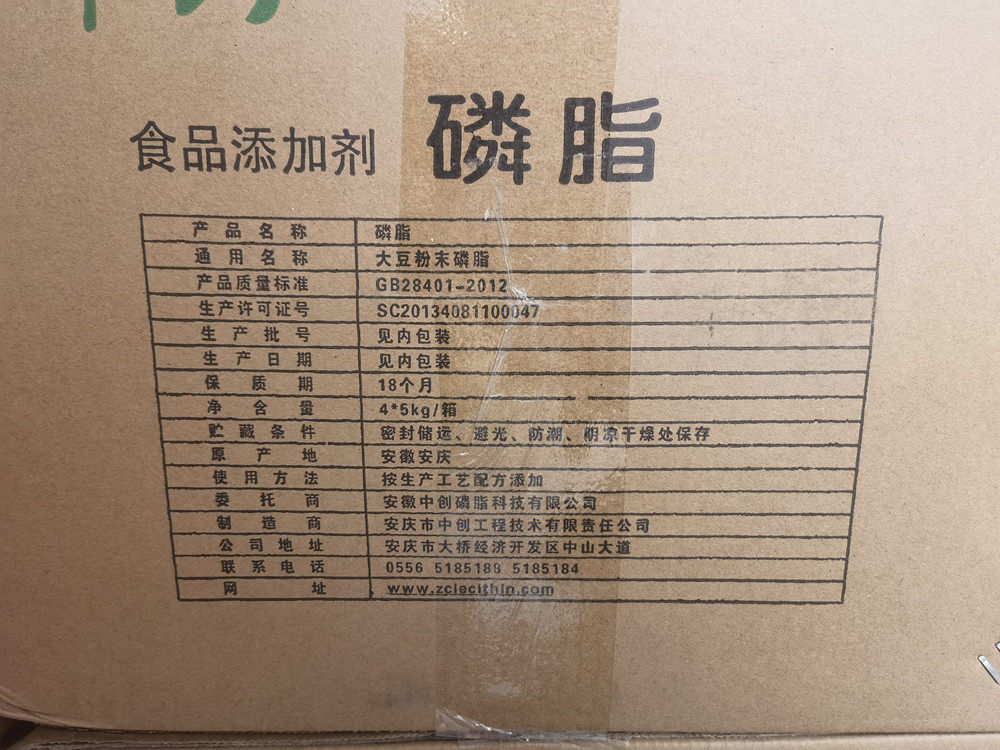 食品添加剂 磷脂
产品名称 磷脂
通用名称 大豆粉末磷脂
产品质量标准 GB28401-2012
生产许可证号 SC20134081100047
生产批号 见内包装
生产日期 见内包装
保质期 18个月
净含量 4*5kg/箱
贮藏条件 密封储运、避光、防潮、阴凉干燥处保存
原产地 安徽安庆
使用方法 按生产工艺配方添加
委托商 安徽中创磷脂科技有限公司
制造商 安庆市中创工程技术有限责任公司
公司地址 安庆市大桥经济开发区中山大道
联系电话 0556 5185189 5185184
网址 www.zclecithin.com